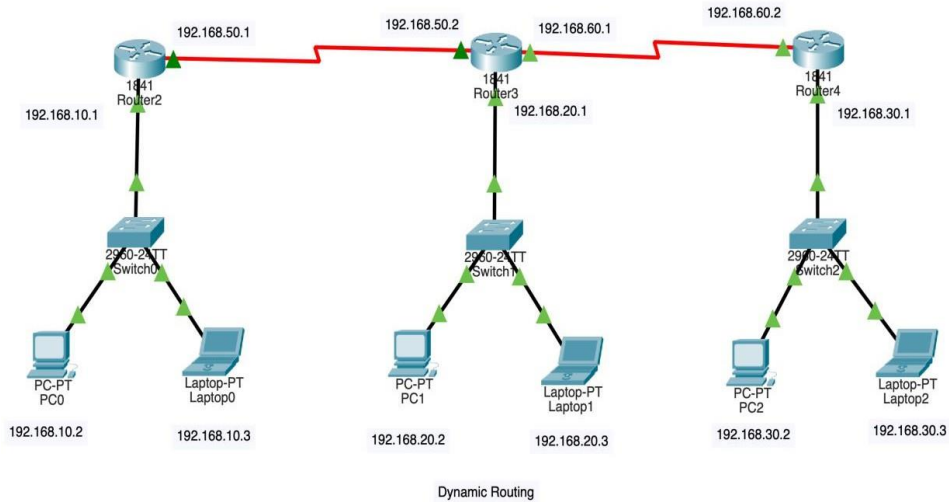 192.168.50.1
192.168.50.2
192.168.60.1
192.168.60.2
1841
Router2
1841
Router3
1841
Router4
192.168.10.1
192.168.20.1
192.168.30.1
2960-24TT
Switch0
2960-24TT
Switch1
2960-24TT
Switch2
PC-PT
PC0
Laptop-PT
Laptop0
PC-PT
PC1
Laptop-PT
Laptop1
PC-PT
PC2
Laptop-PT
Laptop2
192.168.10.2
192.168.10.3
192.168.20.2
192.168.20.3
192.168.30.2
192.168.30.3
Dynamic Routing